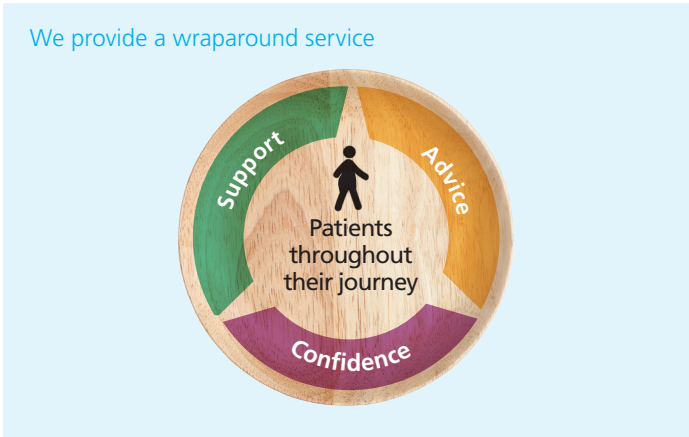 We provide a wraparound service
Support
Advice
Patients
throughout
their journey
Confidence